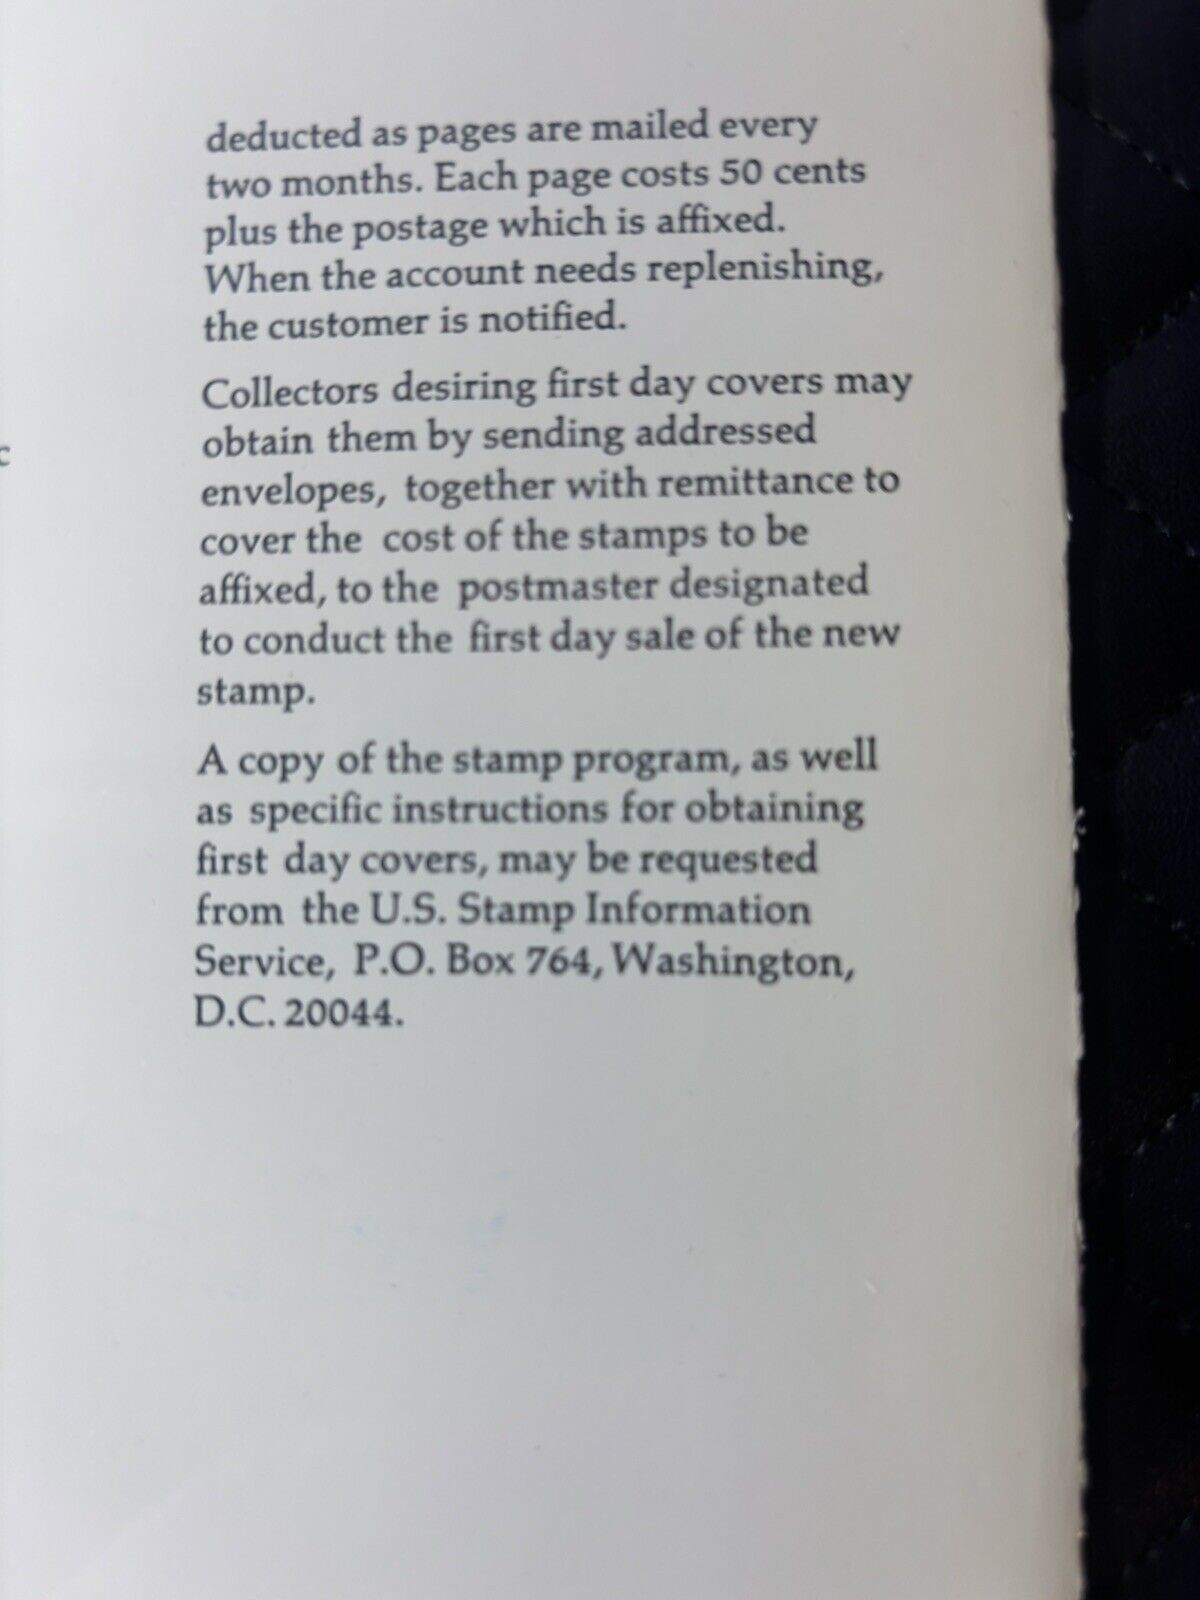 deducted as pages are mailed every
two months. Each page costs 50 cents
plus the postage which is affixed.
When the account needs replenishing,
the customer is notified.
Collectors desiring first day covers may
obtain them by sending addressed
envelopes, together with remittance to
cover the cost of the stamps to be
affixed, to the postmaster designated
to conduct the first day sale of the new
stamp.
A copy of the stamp program, as well
as specific instructions for obtaining
first day covers, may be requested
from the U.S. Stamp Information
Service, P.O. Box 764, Washington,
D.C. 20044.